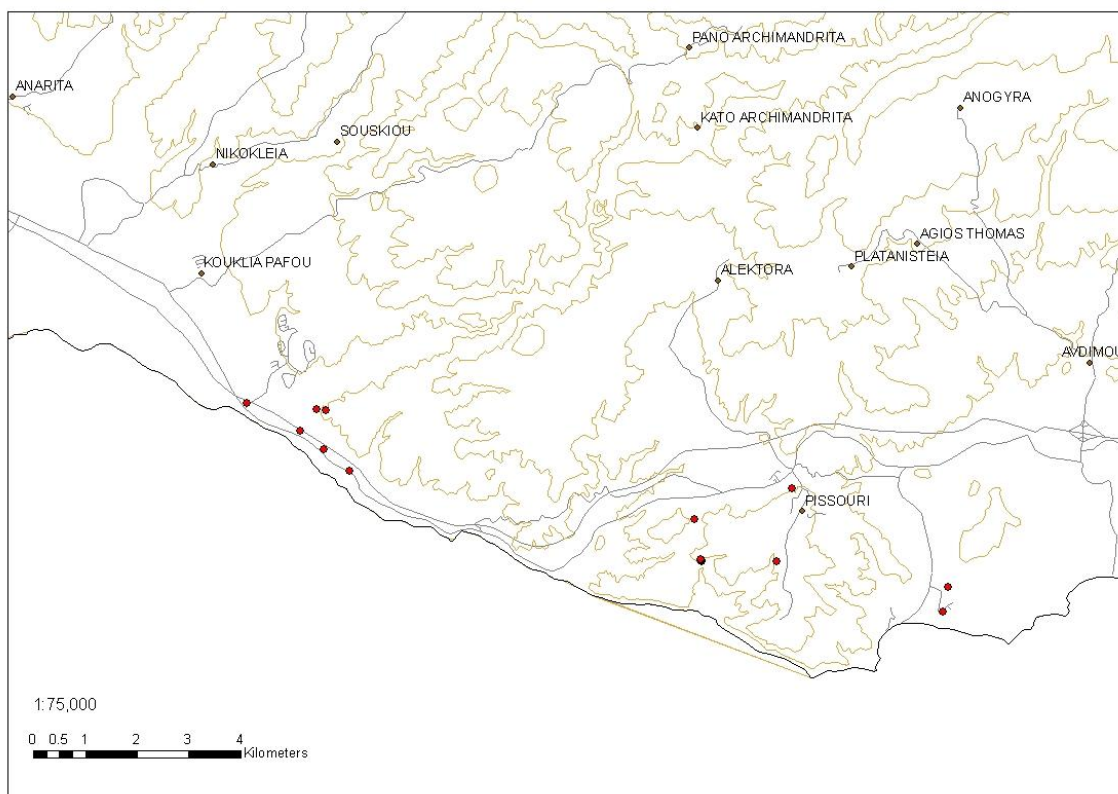 PANO ARCHIMANDRITA
ANARITA
ANOGYRA
KATO ARCHIMANDRITA
SOUSKIOU
NIKOKLEIA
AGIOS THOMAS
PLATANISTEIA
KOUKLIA PAFOU
ALEKTORA
AVDIMOU
PISSOURI
1:75,000
0 0.5 1 2 3 4
Kilometers